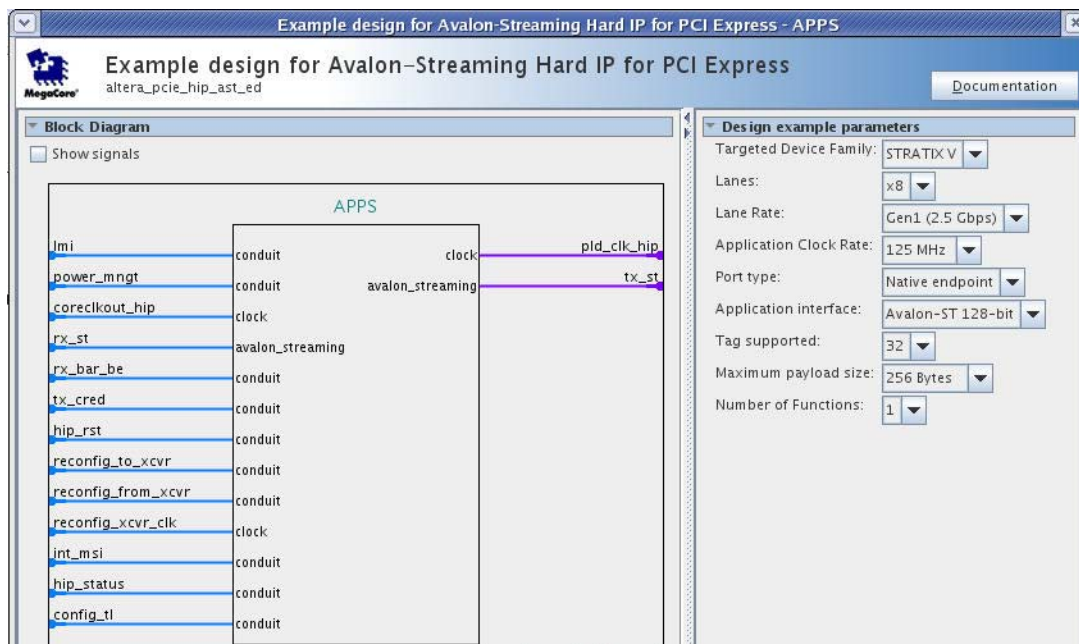 Example design for Avalon-Streaming Hard IP for PCI Express - APPS
MegaCore®
Example design for Avalon-Streaming Hard IP for PCI Express
altera_pcie_hip_ast_ed
Documentation
Block Diagram
Show signals
APPS
lmi
conduit
power_mngt
conduit
coreclkout_hip
clock
rx_st
avalon_streaming
rx_bar_be
conduit
tx_cred
conduit
hip_rst
conduit
reconfig_to_xcvr
conduit
reconfig_from_xcvr
conduit
reconfig_xcvr_clk
clock
int_msi
conduit
hip_status
conduit
config_tl
conduit
clock
pld_clk_hip
avalon_streaming
tx_st
Design example parameters
Targeted Device Family: STRATIX V
Lanes: x8
Lane Rate: Gen1 (2.5 Gbps)
Application Clock Rate: 125 MHz
Port type: Native endpoint
Application interface: Avalon-ST 128-bit
Tag supported: 32
Maximum payload size: 256 Bytes
Number of Functions: 1